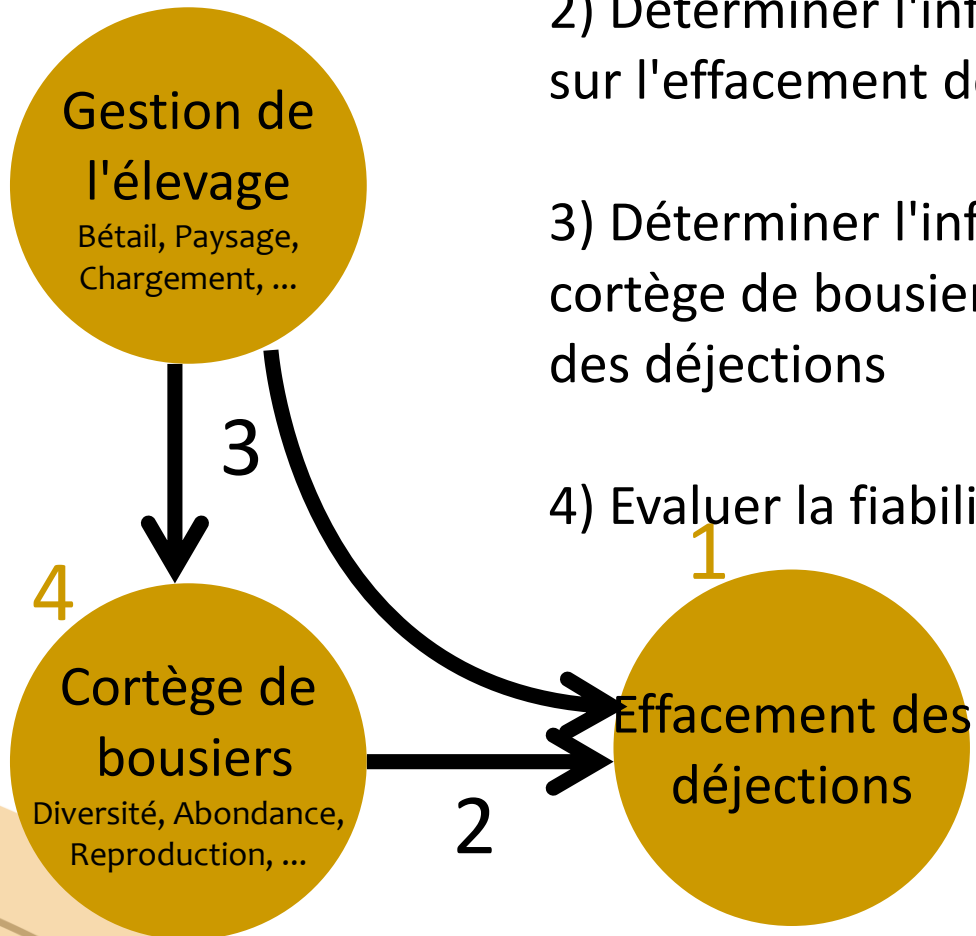 2) Déterminer l'inf
sur l'effacement d
3) Déterminer l'inf
cortège de bousier
des déjections
4) Evaluer la fiabili
Gestion de
l'élevage
Bétail, Paysage,
Chargement, ...
3
4
1
Cortège de
bousiers
Diversité, Abondance,
Reproduction, ...
2
Effacement des
déjections